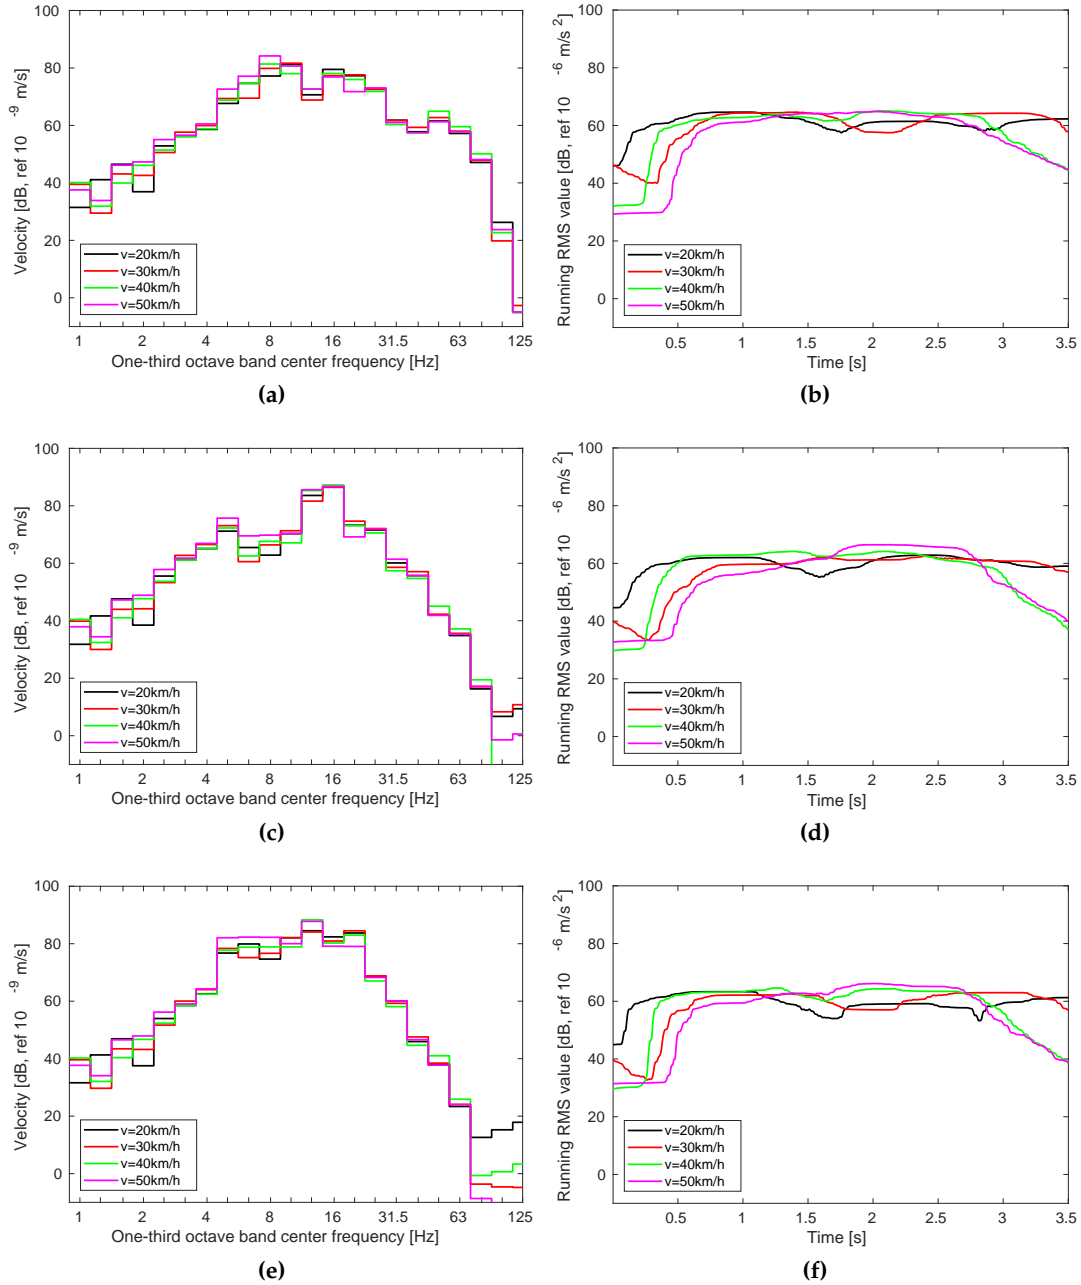 100
80
60
40
20
0
Velocity [dB, ref 10 -9 m/s]
v=20km/h
v=30km/h
v=40km/h
v=50km/h
1 2 4 8 16 31.5 63 125
One-third octave band center frequency [Hz]
(a)
100
80
60
40
20
0
Running RMS value [dB, ref 10 -6 m/s 2]
v=20km/h
v=30km/h
v=40km/h
v=50km/h
0.5 1 1.5 2 2.5 3 3.5
Time [s]
(b)
100
80
60
40
20
0
Velocity [dB, ref 10 -9 m/s]
v=20km/h
v=30km/h
v=40km/h
v=50km/h
1 2 4 8 16 31.5 63 125
One-third octave band center frequency [Hz]
(c)
100
80
60
40
20
0
Running RMS value [dB, ref 10 -6 m/s 2]
v=20km/h
v=30km/h
v=40km/h
v=50km/h
0.5 1 1.5 2 2.5 3 3.5
Time [s]
(d)
100
80
60
40
20
0
Velocity [dB, ref 10 -9 m/s]
v=20km/h
v=30km/h
v=40km/h
v=50km/h
1 2 4 8 16 31.5 63 125
One-third octave band center frequency [Hz]
(e)
100
80
60
40
20
0
Running RMS value [dB, ref 10 -6 m/s 2]
v=20km/h
v=30km/h
v=40km/h
v=50km/h
0.5 1 1.5 2 2.5 3 3.5
Time [s]
(f)